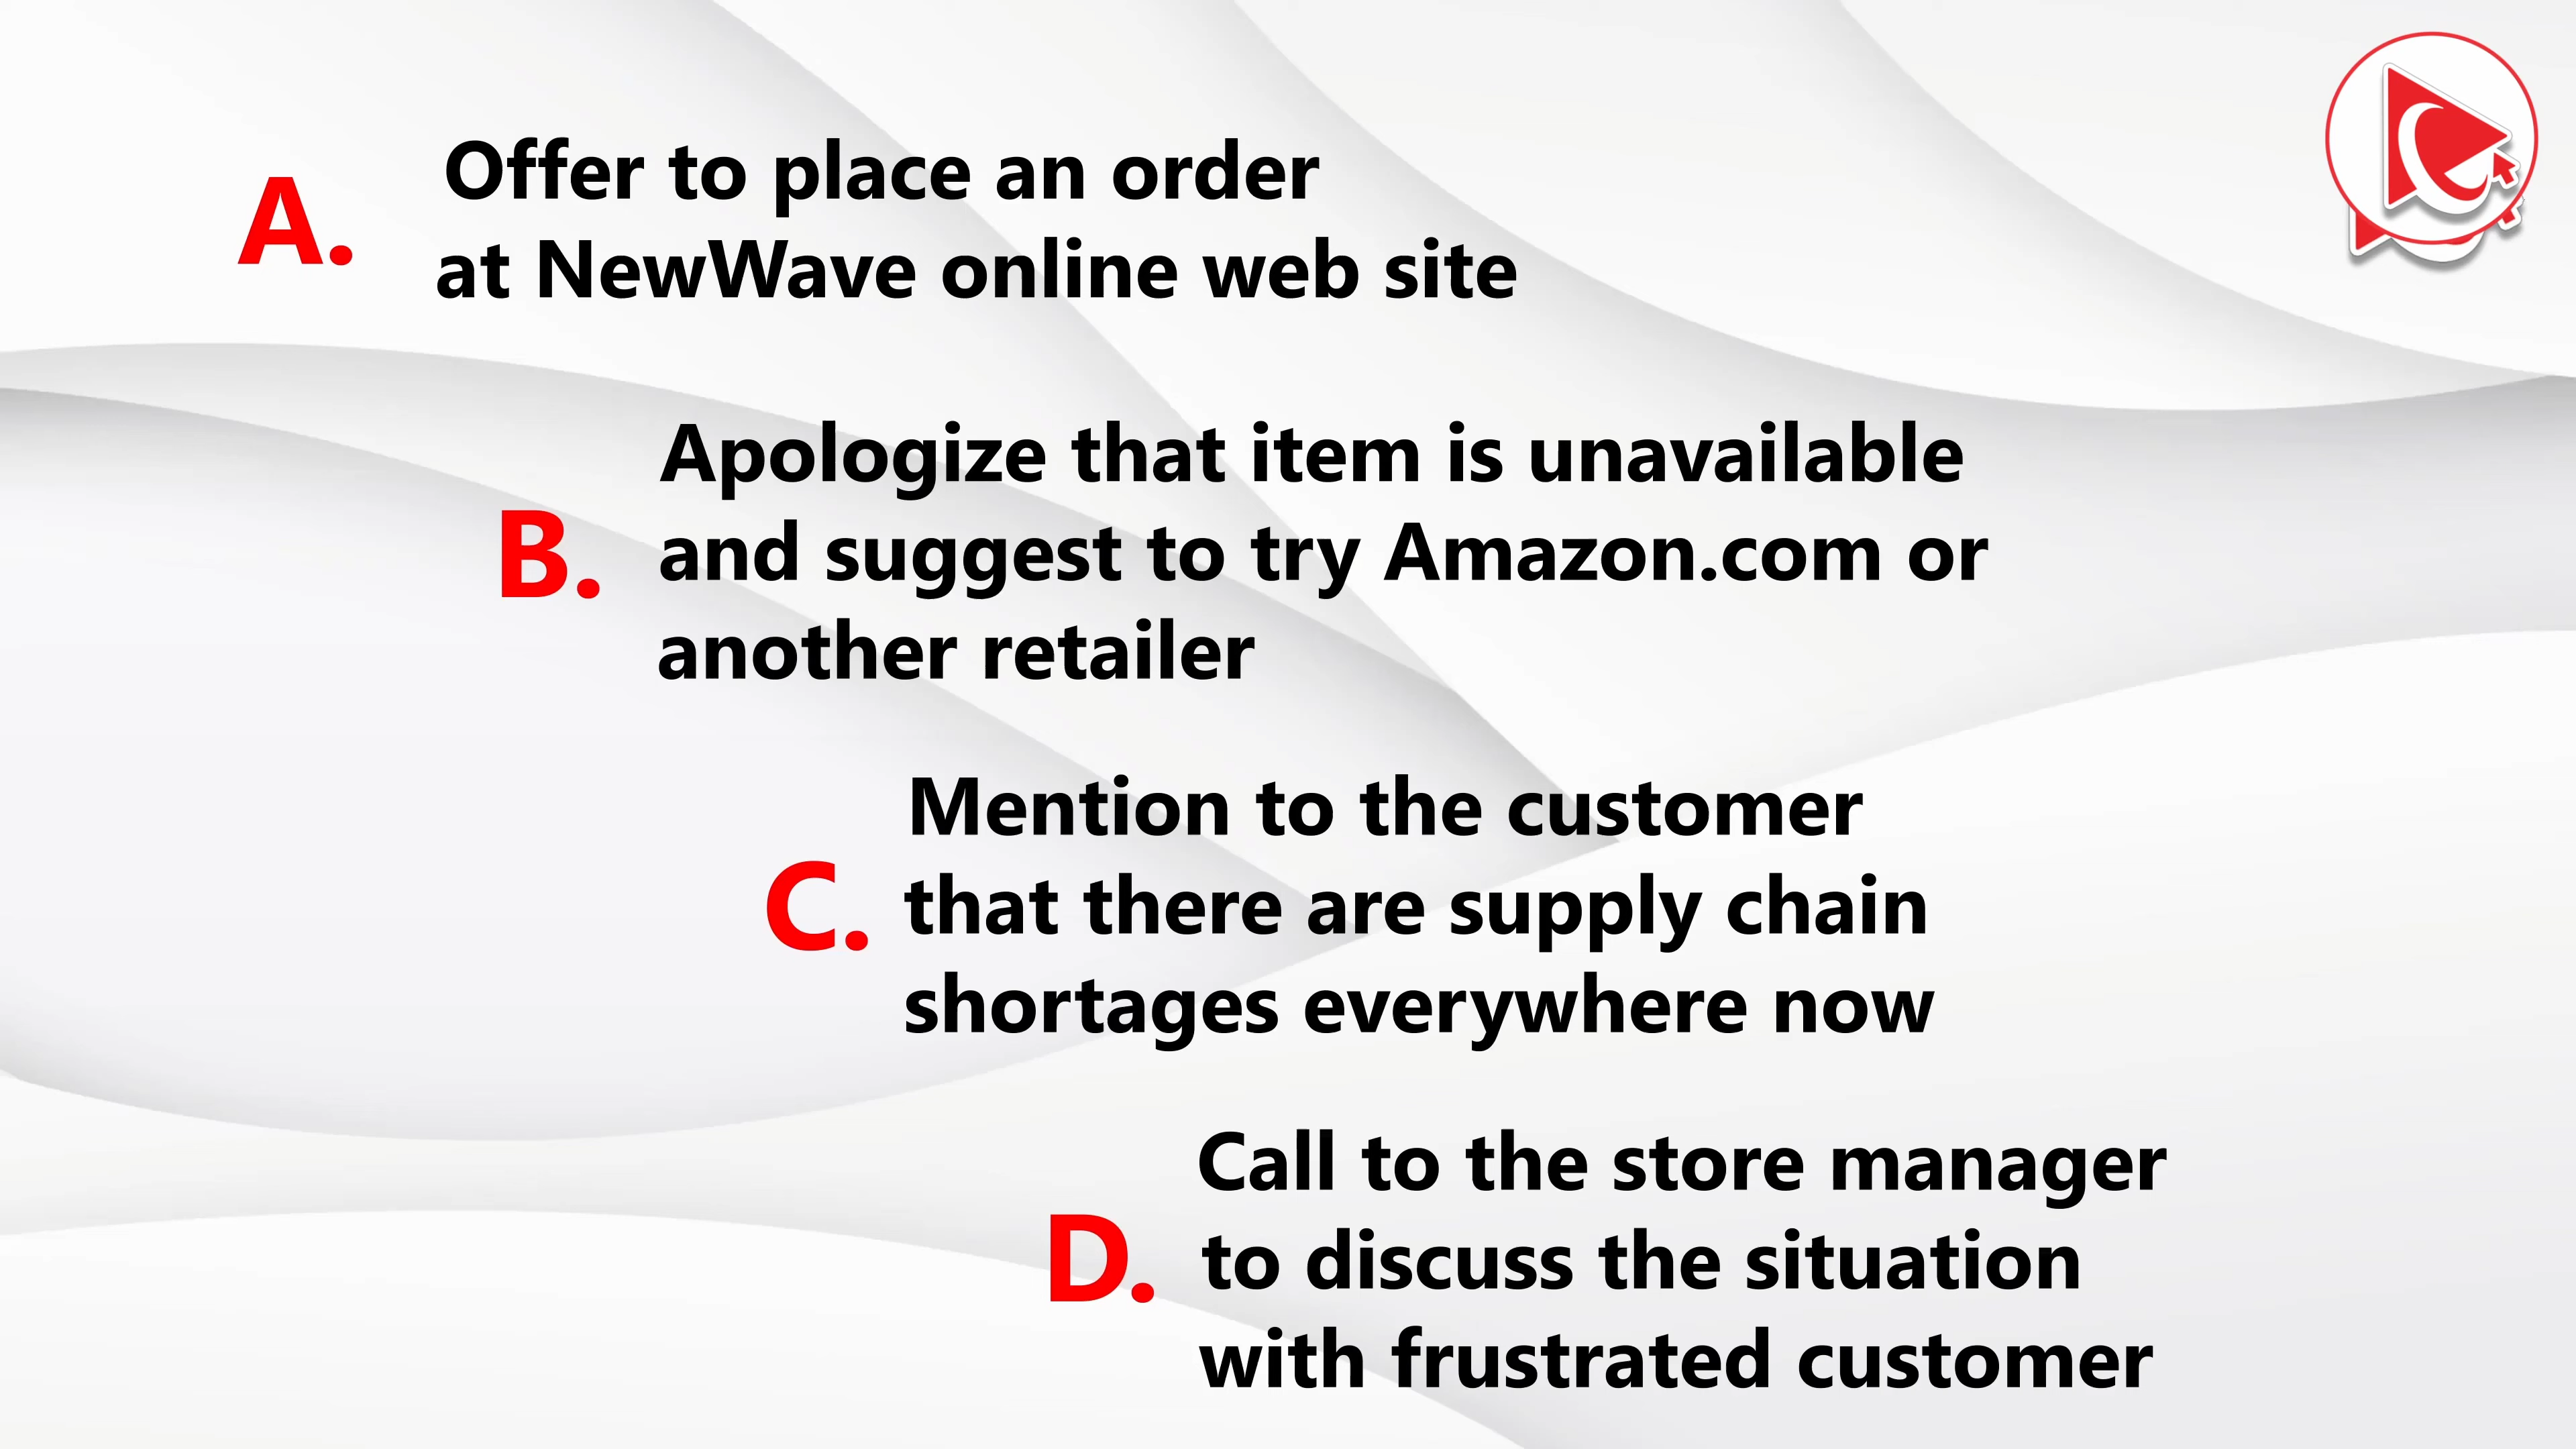 A. Offer to place an order
at NewWave online web site
B. Apologize that item is unavailable
and suggest to try Amazon.com or
another retailer
C. Mention to the customer
that there are supply chain
shortages everywhere now
D. Call to the store manager
to discuss the situation
with frustrated customer